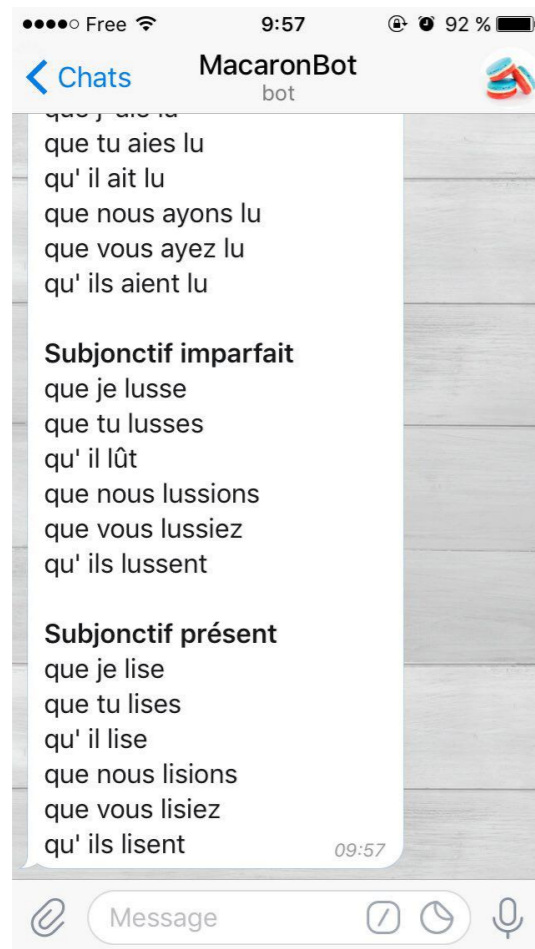 Free
9:57
92 %
Chats
MacaronBot
bot
que tu aies lu
qu' il ait lu
que nous ayons lu
que vous ayez lu
qu' ils aient lu
Subjonctif imparfait
que je lusse
que tu lusses
qu' il lût
que nous lussions
que vous lussiez
qu' ils lussent
Subjonctif présent
que je lise
que tu lises
qu' il lise
que nous lisions
que vous lisiez
qu' ils lisent
09:57
Message